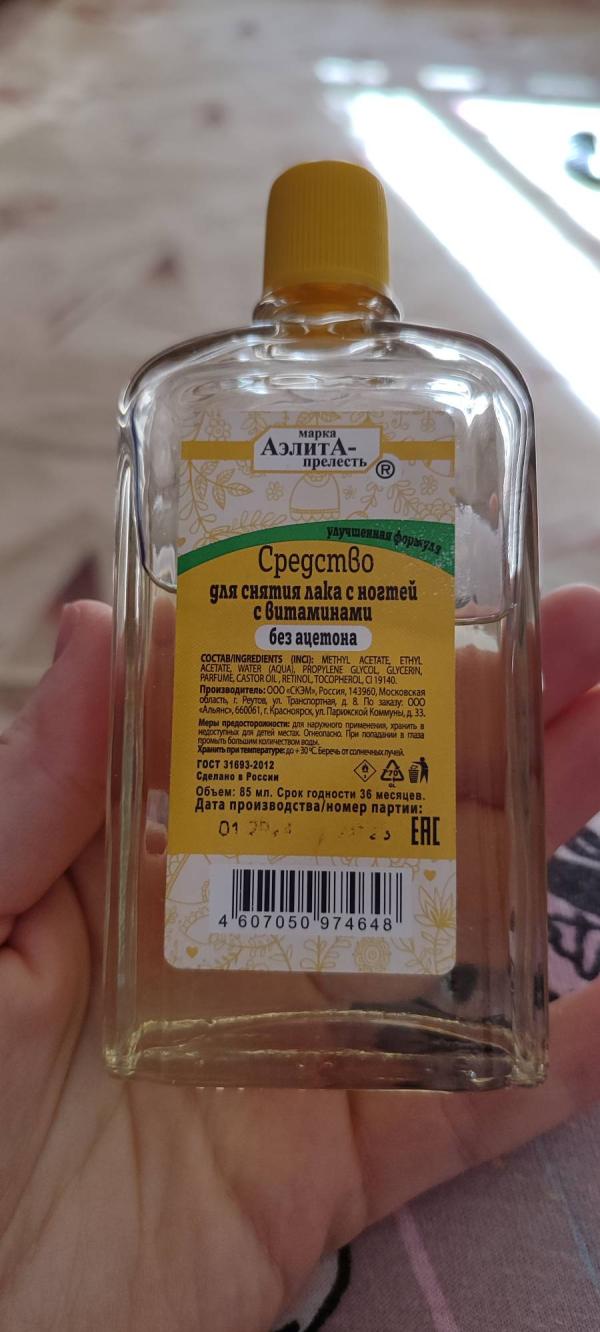 марка
АэлитА-
прелесть
®
улучшенная формула
Средство
для снятия лака с ногтей
с витаминами
без ацетона
СОСТАВ/INGREDIENTS (INCI): METHYL ACETATE, ETHYL
ACETATE, WATER (AQUA), PROPYLENE GLYCOL, GLYCERIN,
PARFUME, CASTOR OIL, RETINOL, TOCOPHEROL, CI 19140.
Производитель: ООО «СКЭМ», Россия, 143960, Московская
область, г. Реутов, ул. Транспортная, д. 8. По заказу: ООО
«Альянс», 660061, г. Красноярск, ул. Парижской Коммуны, д. 33.
Меры предосторожности: для наружного применения, хранить в
недоступных для детей местах. Огнеопасно. При попадании в глаза
промыть большим количеством воды.
Хранить при температуре: до + 30 °С. Беречь от солнечных лучей.
ГОСТ 31693-2012
Сделано в России
70
GL
Объем: 85 мл. Срок годности 36 месяцев.
Дата производства/номер партии:
01
EAC
4 607050 974648